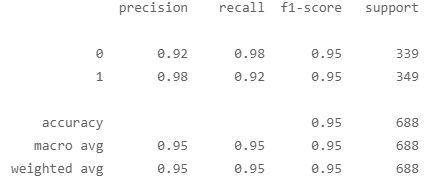 precision recall f1-score support
0 0.92 0.98 0.95 339
1 0.98 0.92 0.95 349
accuracy 0.95 688
macro avg 0.95 0.95 0.95 688
weighted avg 0.95 0.95 0.95 688